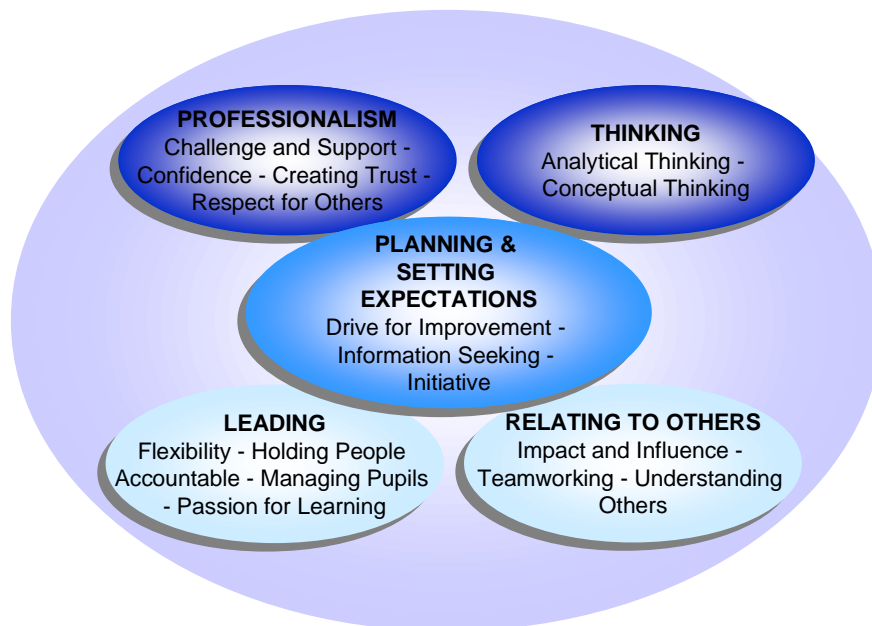 PROFESSIONALISM
Challenge and Support -
Confidence - Creating Trust -
Respect for Others
THINKING
Analytical Thinking -
Conceptual Thinking
PLANNING &
SETTING
EXPECTATIONS
Drive for Improvement -
Information Seeking -
Initiative
LEADING
Flexibility - Holding People
Accountable - Managing Pupils
- Passion for Learning
RELATING TO OTHERS
Impact and Influence -
Teamworking - Understanding
Others